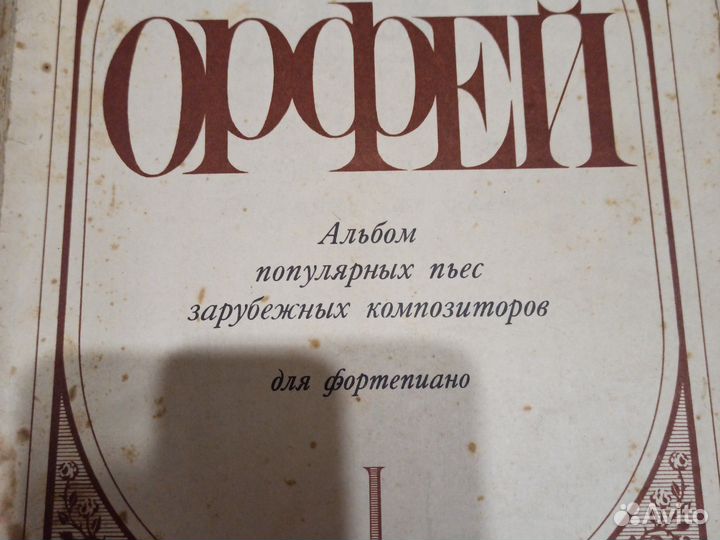 ОРФЕЙ
Альбом
популярных пьес
зарубежных композиторов
для фортепиано
I
Avito